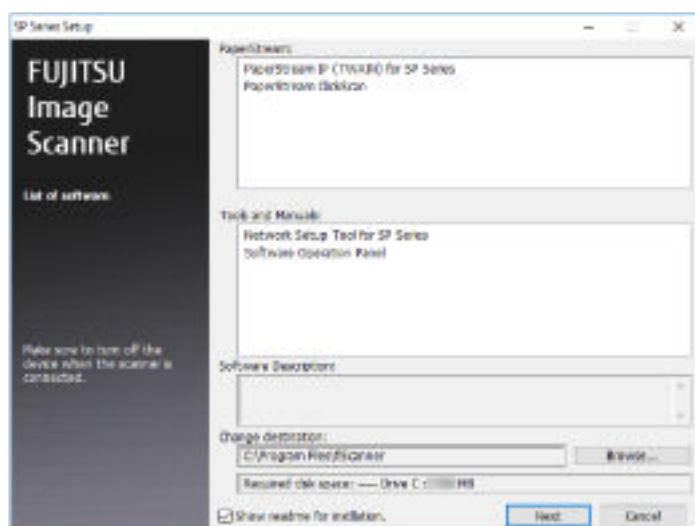 SP Series Setup
FUJITSU
Image
Scanner
List of software
Make sure to turn off the
device when the scanner is
connected.
PaperStream:
PaperStream IP (TWAIN) for SP Series
PaperStream ClickScan
Tools and Manuals:
Network Setup Tool for SP Series
Software Operation Panel
Software Description:
Change destination:
C:\Program Files\fiScanner
Browse...
Required disk space: ---- Drive C : MB
Show readme for instllation.
Next
Cancel